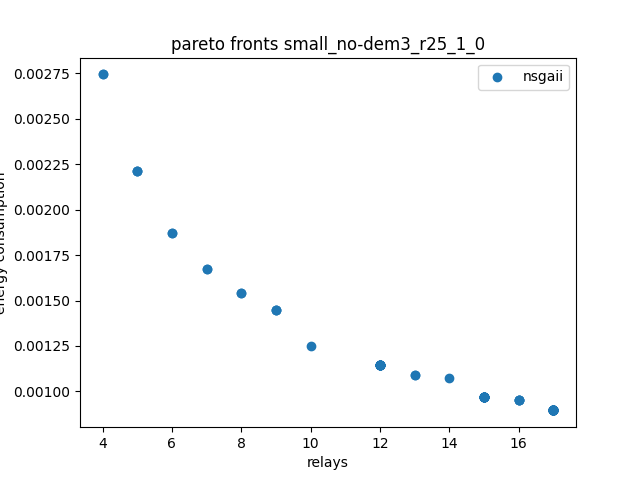 pareto fronts small_no-dem3_r25_1_0
nsgaii
0.00275
0.00250
0.00225
0.00200
0.00175
0.00150
0.00125
0.00100
energy consumption
4 6 8 10 12 14 16
relays